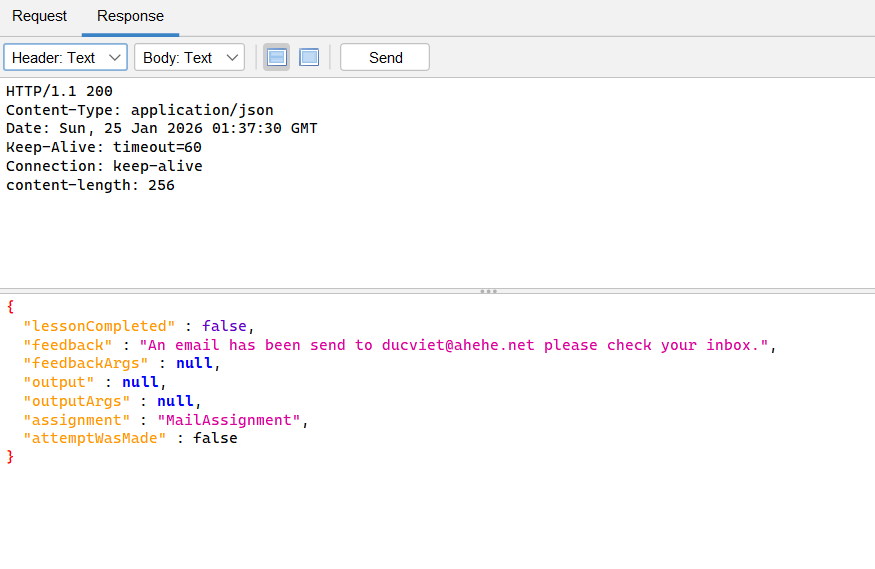 Request Response
Header: Text Body: Text Send
HTTP/1.1 200
Content-Type: application/json
Date: Sun, 25 Jan 2026 01:37:30 GMT
Keep-Alive: timeout=60
Connection: keep-alive
content-length: 256
{
  "lessonCompleted" : false,
  "feedback" : "An email has been send to ducviet@ahehe.net please check your inbox.",
  "feedbackArgs" : null,
  "output" : null,
  "outputArgs" : null,
  "assignment" : "MailAssignment",
  "attemptWasMade" : false
}